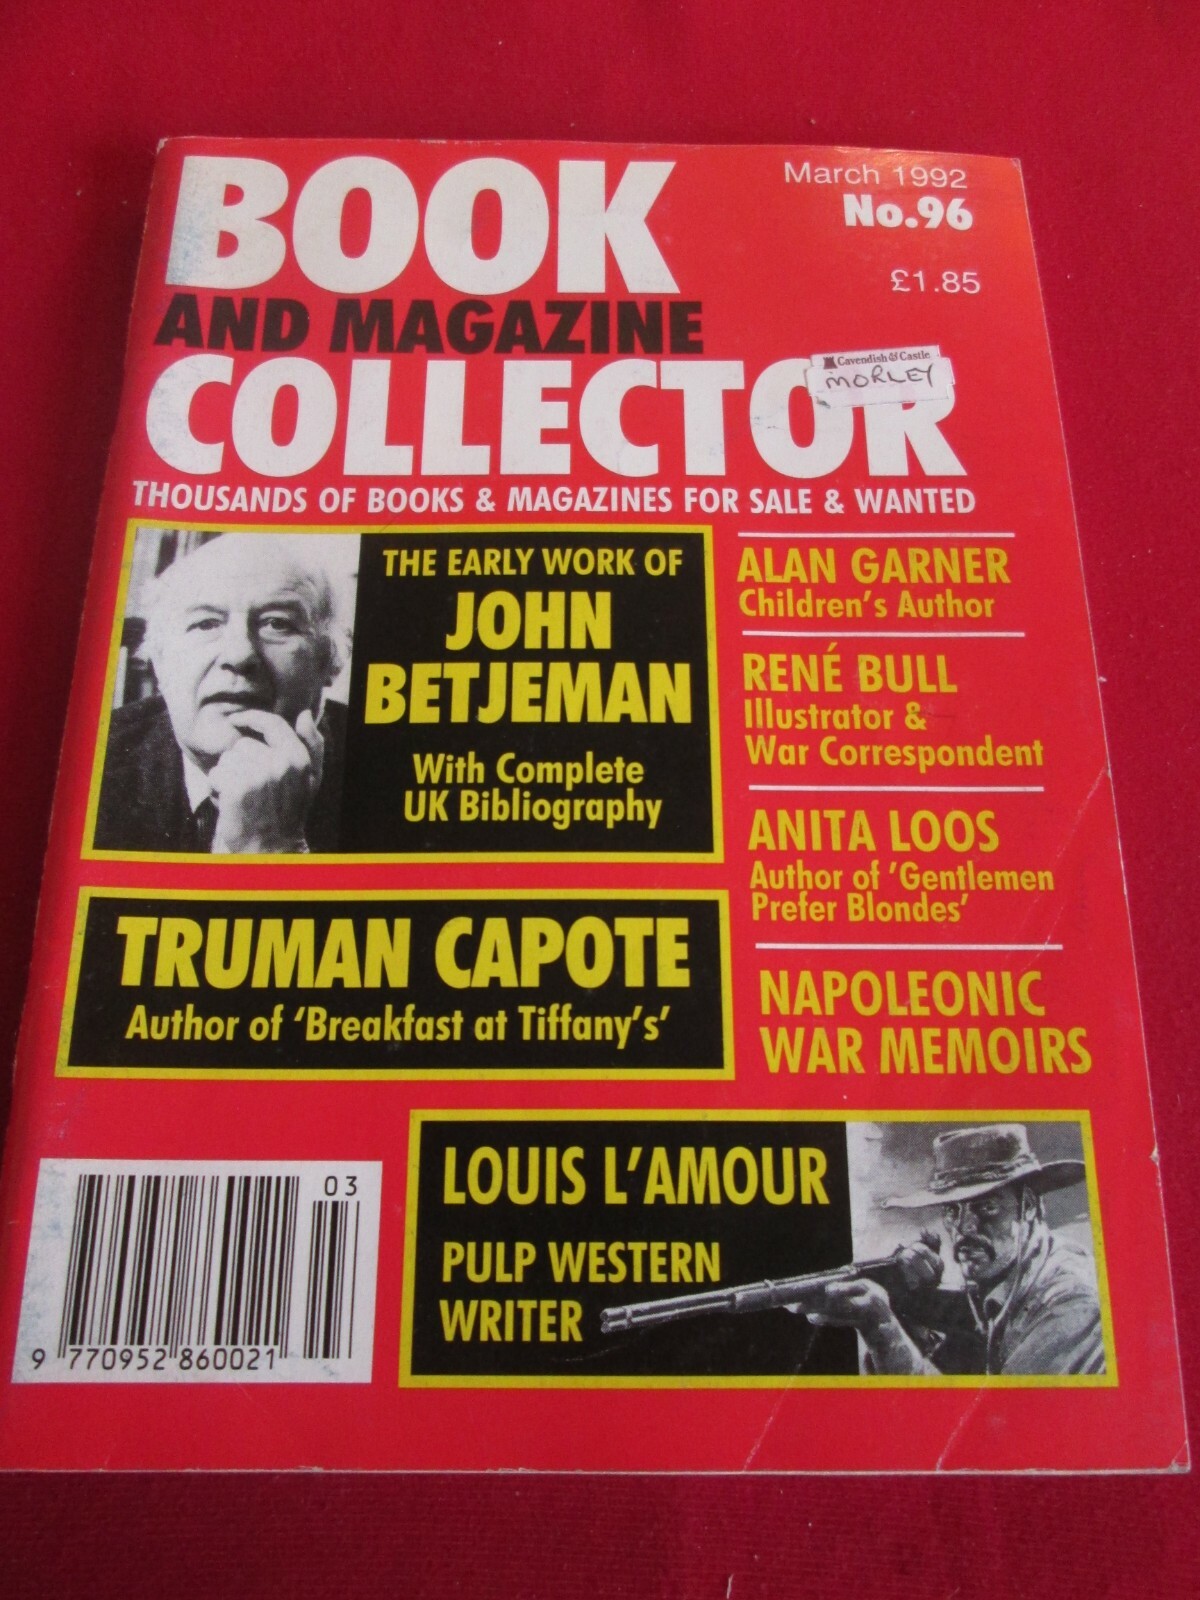 BOOK
AND MAGAZINE
COLLECTOR
March 1992
No.96
£1.85
Cavendish & Castle
MORLEY
THOUSANDS OF BOOKS & MAGAZINES FOR SALE & WANTED
THE EARLY WORK OF
JOHN
BETJEMAN
With Complete
UK Bibliography
ALAN GARNER
Children's Author
RENÉ BULL
Illustrator &
War Correspondent
ANITA LOOS
Author of 'Gentlemen
Prefer Blondes'
NAPOLEONIC
WAR MEMOIRS
TRUMAN CAPOTE
Author of 'Breakfast at Tiffany's'
LOUIS L'AMOUR
PULP WESTERN
WRITER
03
9 770952 860021